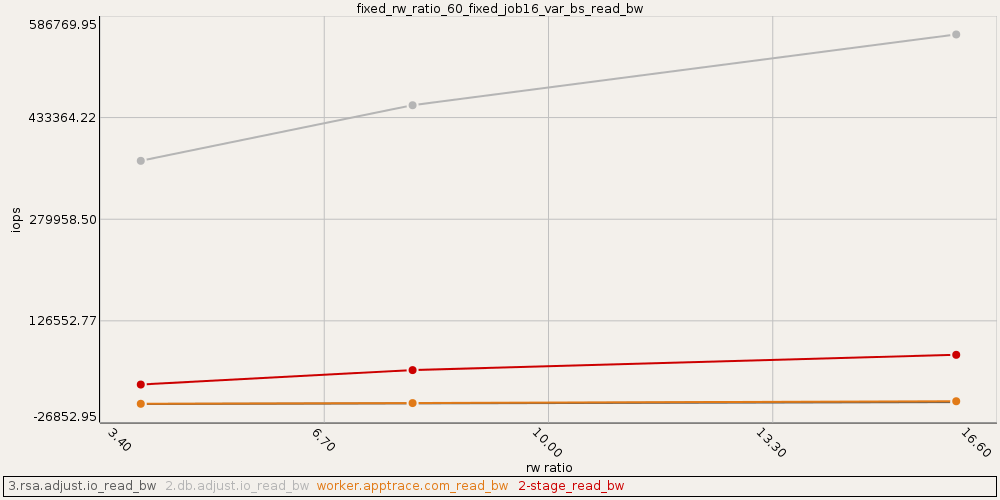 fixed_rw_ratio_60_fixed_job16_var_bs_read_bw
586769.95
433364.22
279958.50
126552.77
-26852.95
iops
3.40
6.70
10.00
13.30
16.60
rw ratio
3.rsa.adjust.io_read_bw 2.db.adjust.io_read_bw worker.apptrace.com_read_bw 2-stage_read_bw